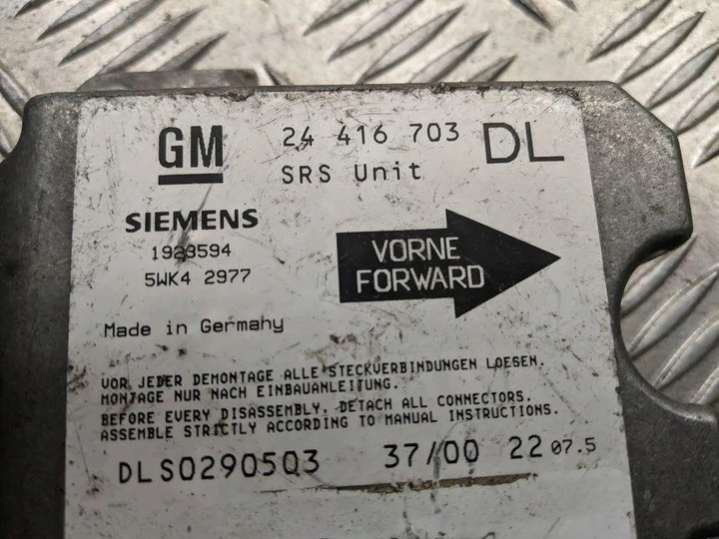 GM 24 416 703 DL
SRS Unit
SIEMENS
1923594
5WK4 2977
VORNE
FORWARD
Made in Germany
VOR JEDER DEMONTAGE ALLE STECKVERBINDUNGEN LOESEN.
MONTAGE NUR NACH EINBAUANLEITUNG.
BEFORE EVERY DISASSEMBLY, DETACH ALL CONNECTORS.
ASSEMBLE STRICTLY ACCORDING TO MANUAL INSTRUCTIONS.
DLS0290503 37/00 22 07.5